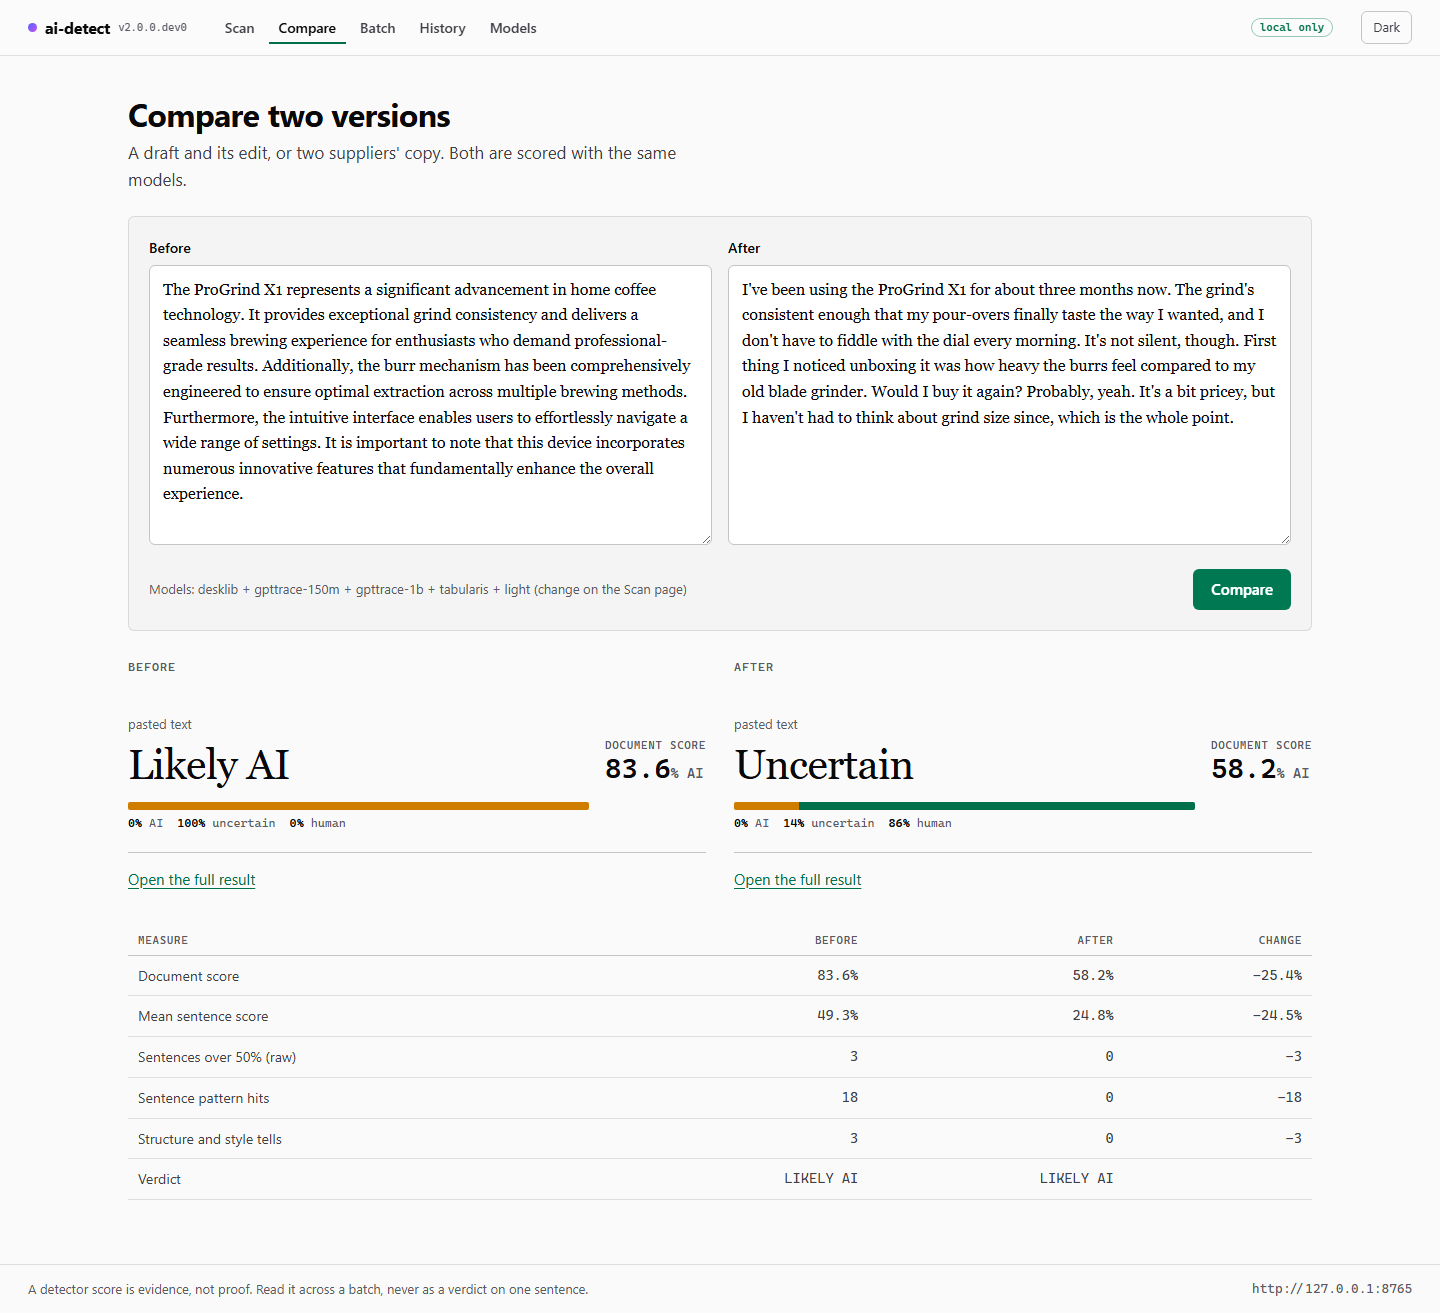 ai-detect v2.0.0.dev0 Scan Compare Batch History Models local only Dark
Compare two versions
A draft and its edit, or two suppliers' copy. Both are scored with the same
models.
Before
The ProGrind X1 represents a significant advancement in home coffee
technology. It provides exceptional grind consistency and delivers a
seamless brewing experience for enthusiasts who demand professional-
grade results. Additionally, the burr mechanism has been comprehensively
engineered to ensure optimal extraction across multiple brewing methods.
Furthermore, the intuitive interface enables users to effortlessly navigate a
wide range of settings. It is important to note that this device incorporates
numerous innovative features that fundamentally enhance the overall
experience.
After
I've been using the ProGrind X1 for about three months now. The grind's
consistent enough that my pour-overs finally taste the way I wanted, and I
don't have to fiddle with the dial every morning. It's not silent, though. First
thing I noticed unboxing it was how heavy the burrs feel compared to my
old blade grinder. Would I buy it again? Probably, yeah. It's a bit pricey, but
I haven't had to think about grind size since, which is the whole point.
Models: desklib + gpttrace-150m + gpttrace-1b + tabularis + light (change on the Scan page)
Compare
BEFORE
pasted text
Likely AI
DOCUMENT SCORE
83.6% AI
0% AI 100% uncertain 0% human
Open the full result
AFTER
pasted text
Uncertain
DOCUMENT SCORE
58.2% AI
0% AI 14% uncertain 86% human
Open the full result
MEASURE BEFORE AFTER CHANGE
Document score 83.6% 58.2% −25.4%
Mean sentence score 49.3% 24.8% −24.5%
Sentences over 50% (raw) 3 0 −3
Sentence pattern hits 18 0 −18
Structure and style tells 3 0 −3
Verdict LIKELY AI LIKELY AI
A detector score is evidence, not proof. Read it across a batch, never as a verdict on one sentence.
http://127.0.0.1:8765